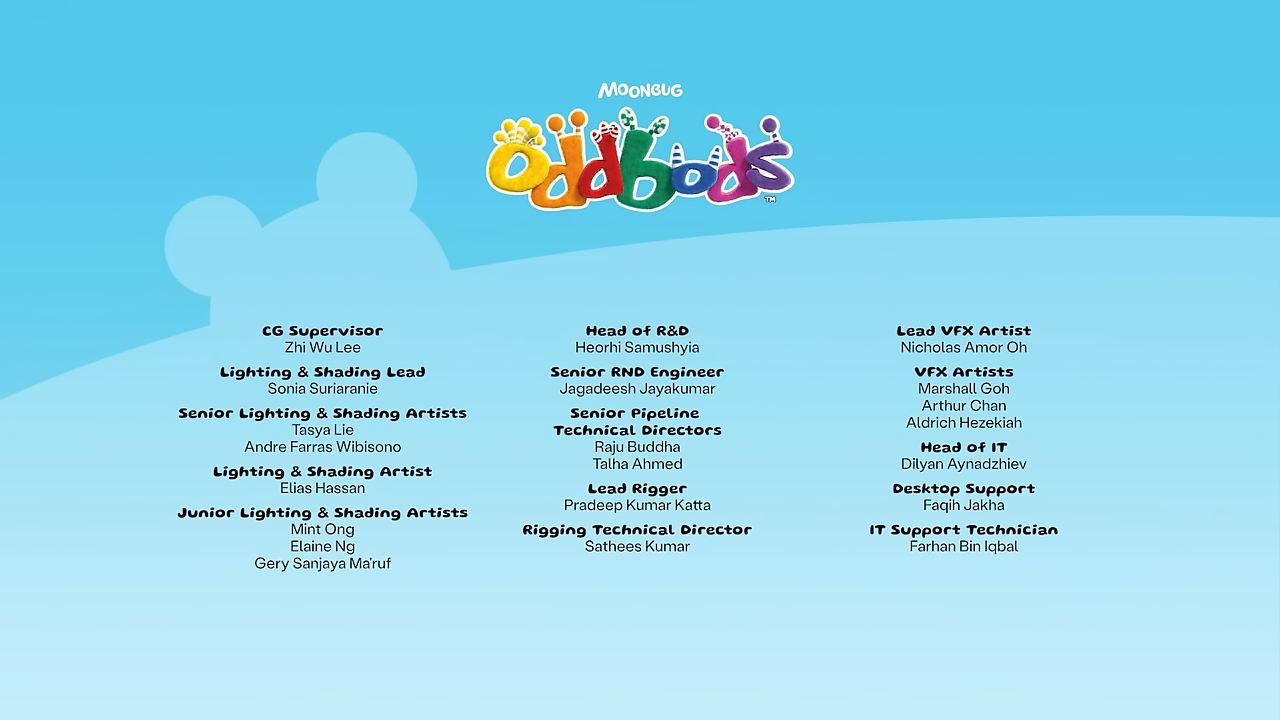 MOONBUG
oddbods
TM
CG Supervisor
Zhi Wu Lee
Lighting & Shading Lead
Sonia Suriaranie
Senior Lighting & Shading Artists
Tasya Lie
Andre Farras Wibisono
Lighting & Shading Artist
Elias Hassan
Junior Lighting & Shading Artists
Mint Ong
Elaine Ng
Gery Sanjaya Ma'ruf
Head of R&D
Heorhi Samushyia
Senior RND Engineer
Jagadeesh Jayakumar
Senior Pipeline
Technical Directors
Raju Buddha
Talha Ahmed
Lead Rigger
Pradeep Kumar Katta
Rigging Technical Director
Sathees Kumar
Lead VFX Artist
Nicholas Amor Oh
VFX Artists
Marshall Goh
Arthur Chan
Aldrich Hezekiah
Head of IT
Dilyan Aynadzhiev
Desktop Support
Faqih Jakha
IT Support Technician
Farhan Bin Iqbal